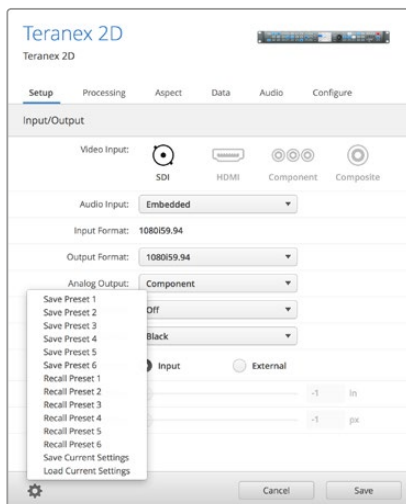 Teranex 2D
Teranex 2D
Setup Processing Aspect Data Audio Configure
Input/Output
Video Input:
SDI HDMI Component Composite
Audio Input: Embedded
Input Format: 1080i59.94
Output Format: 1080i59.94
Analog Output: Component
Off
Black
Input External
-1 ln
-1 px
Save Preset 1
Save Preset 2
Save Preset 3
Save Preset 4
Save Preset 5
Save Preset 6
Recall Preset 1
Recall Preset 2
Recall Preset 3
Recall Preset 4
Recall Preset 5
Recall Preset 6
Save Current Settings
Load Current Settings
Cancel Save